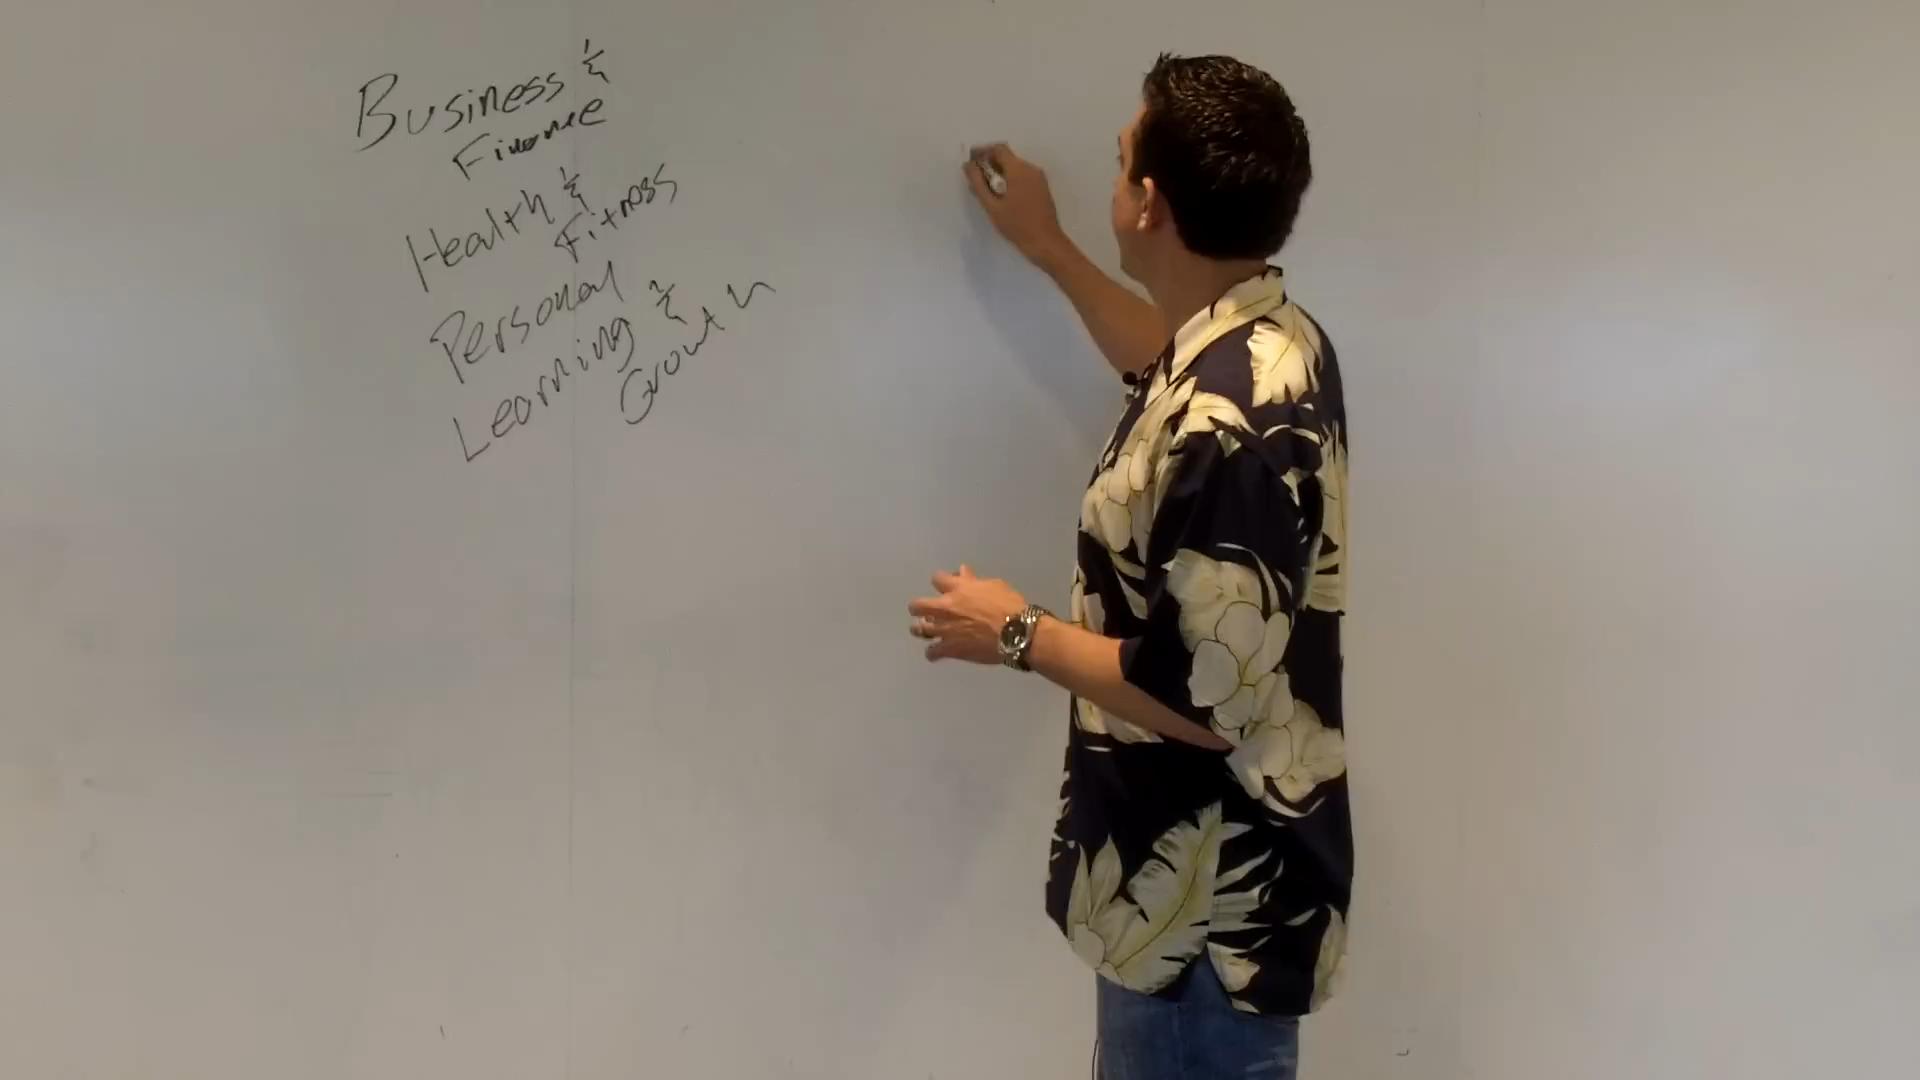 Business &
Finance
Health &
Fitness
Personal
Learning &
Growth